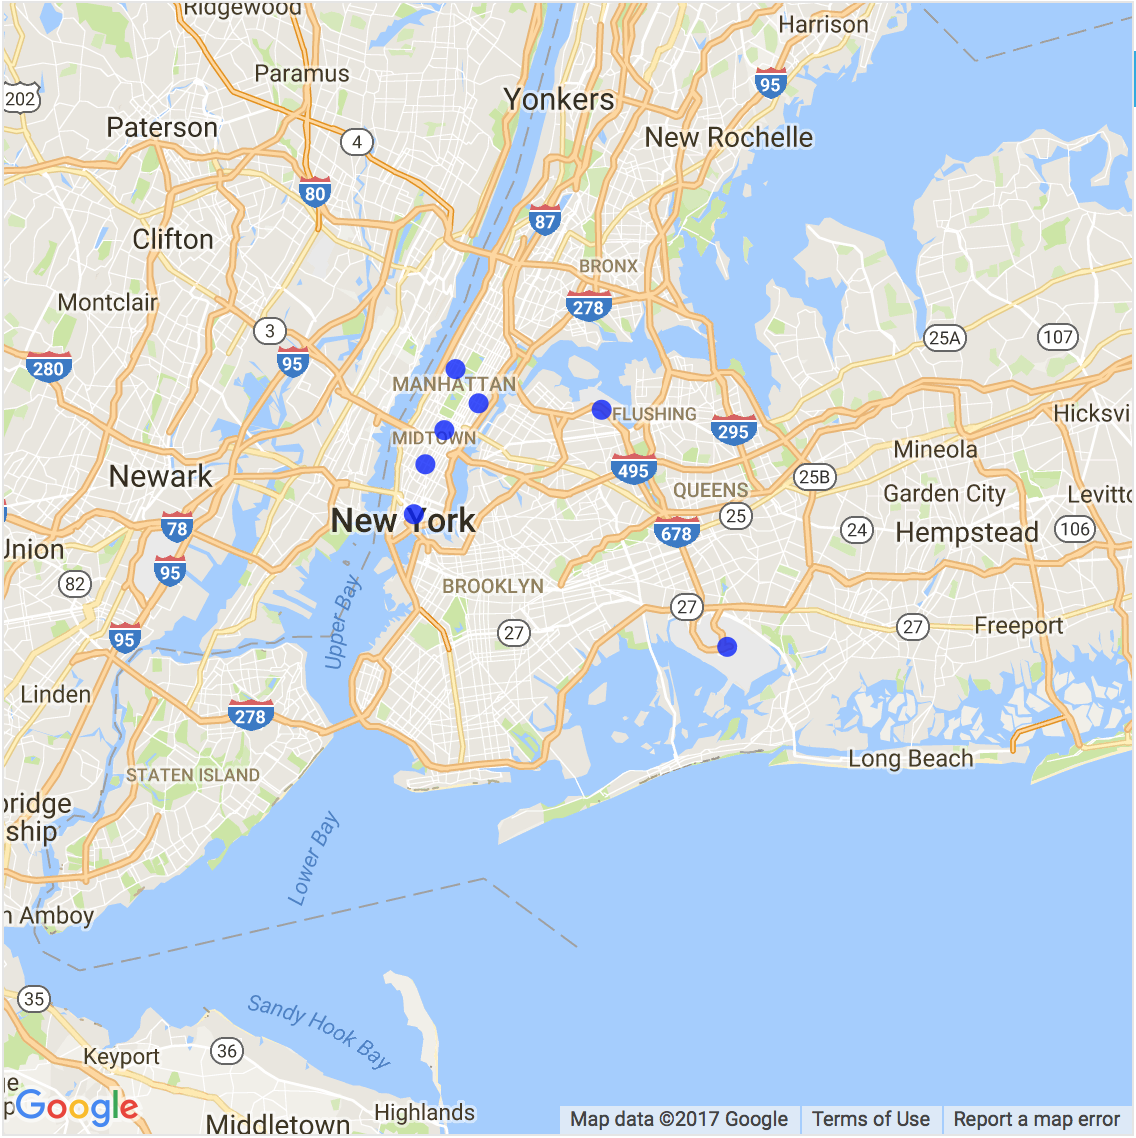 Ridgewood
Harrison
Paramus
95
202
Yonkers
Paterson
4
New Rochelle
80
87
Clifton
BRONX
Montclair
278
3
25A
107
280
95
MANHATTAN
FLUSHING
Hicksvi
295
MIDTOWN
Mineola
495
Newark
25B
QUEENS
Garden City
Levitto
New York
25
78
678
24
Hempstead
106
Union
95
82
BROOKLYN
27
Upper Bay
27
27
Freeport
95
Linden
278
Long Beach
STATEN ISLAND
bridge
ship
Lower Bay
n Amboy
35
Sandy Hook Bay
36
Keyport
ge
p
Google
Highlands
Middletown
Map data ©2017 Google
Terms of Use
Report a map error